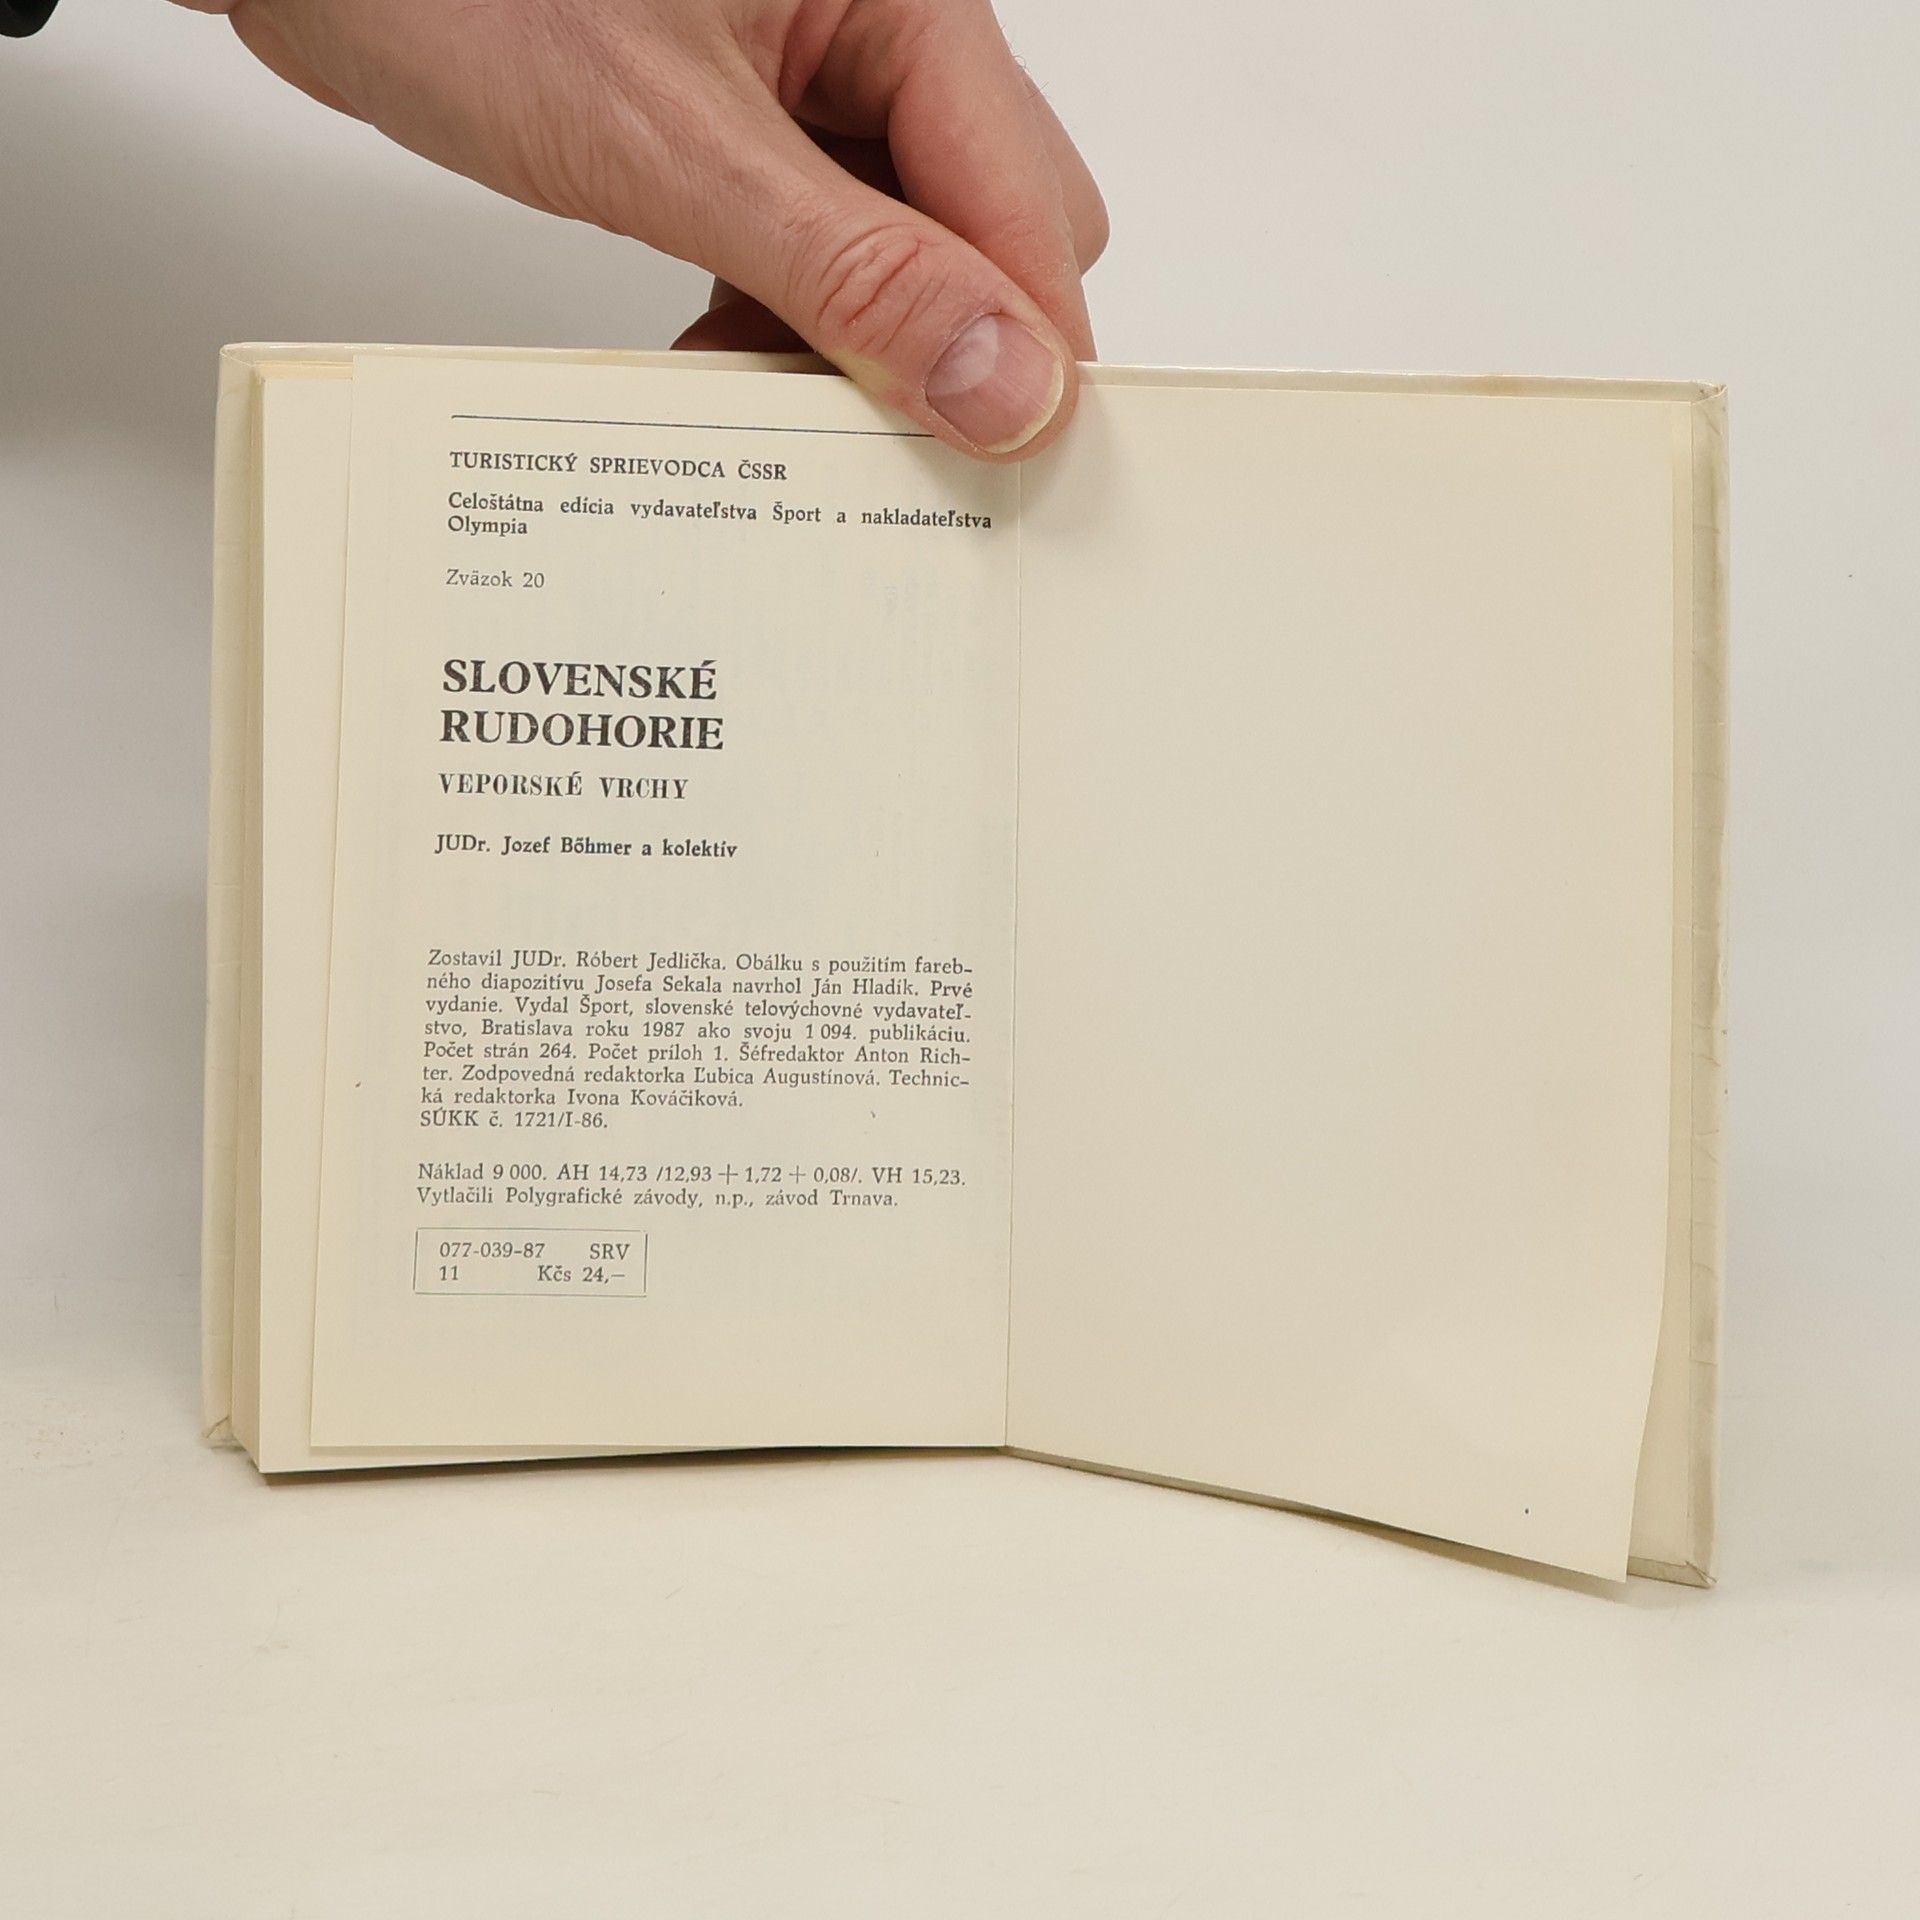 TURISTICKÝ SPRIEVODCA ČSSR
Celoštátna edícia vydavateľstva Šport a nakladateľstva
Olympia
Zväzok 20
SLOVENSKÉ
RUDOHORIE
VEPORSKÉ VRCHY
JUDr. Jozef Bőhmer a kolektív
Zostavil JUDr. Róbert Jedlička. Obálku s použitím fareb-
ného diapozitívu Josefa Sekala navrhol Ján Hladík. Prvé
vydanie. Vydal Šport, slovenské telovýchovné vydavateľ-
stvo, Bratislava roku 1987 ako svoju 1 094. publikáciu.
Počet strán 264. Počet príloh 1. Šéfredaktor Anton Rich-
ter. Zodpovedná redaktorka Ľubica Augustínová. Technic-
ká redaktorka Ivona Kováčiková.
SÚKK č. 1721/I-86.
Náklad 9 000. AH 14,73 /12,93 + 1,72 + 0,08/. VH 15,23.
Vytlačili Polygrafické závody, n.p., závod Trnava.
077-039-87 SRV
11 Kčs 24,—